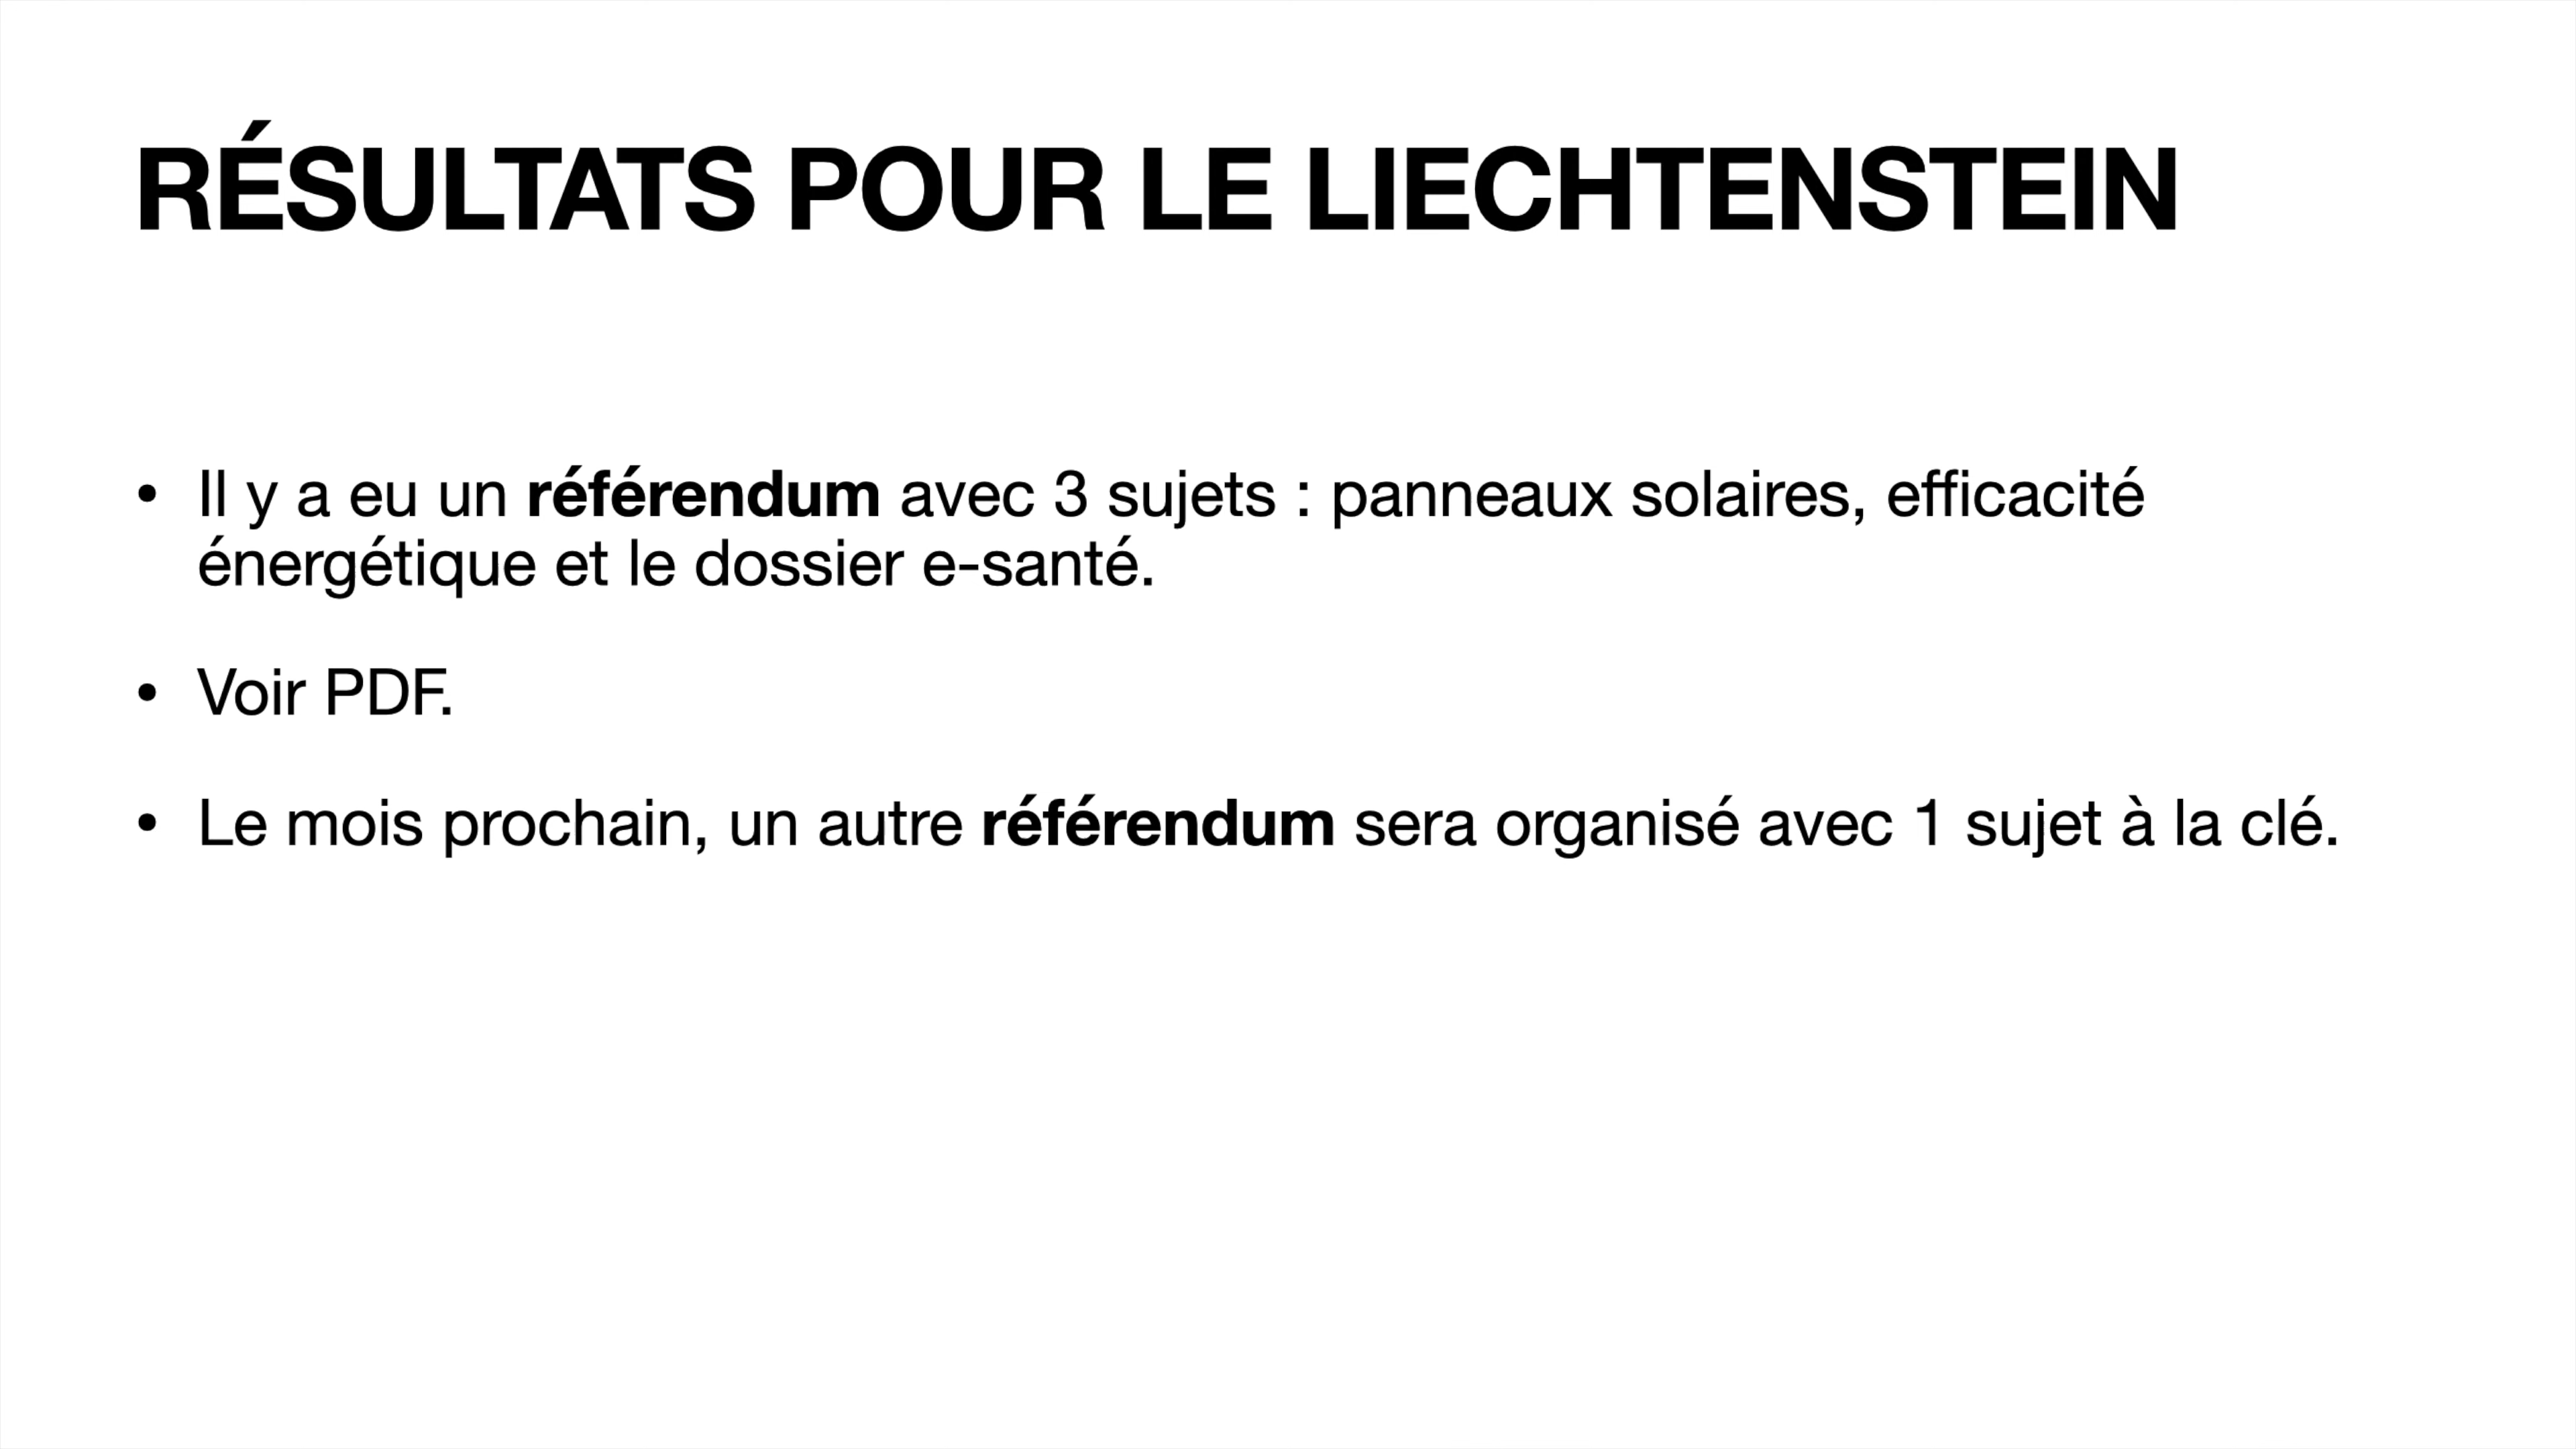 RÉSULTATS POUR LE LIECHTENSTEIN
• Il y a eu un référendum avec 3 sujets : panneaux solaires, efficacité
énergétique et le dossier e-santé.
• Voir PDF.
• Le mois prochain, un autre référendum sera organisé avec 1 sujet à la clé.